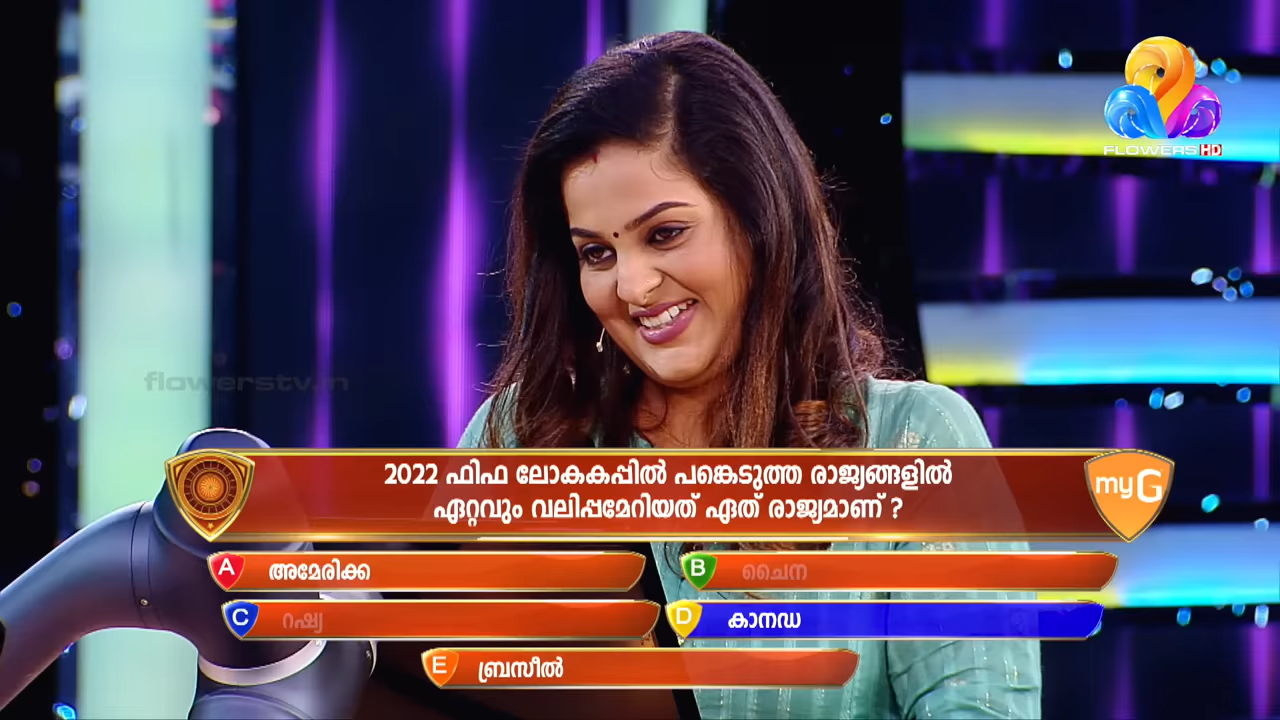 FLOWERS HD
flowerstv.in
2022 ഫിഫ ലോകകപ്പിൽ പങ്കെടുത്ത രാജ്യങ്ങളിൽ
ഏറ്റവും വലിപ്പമേറിയത് ഏത് രാജ്യമാണ് ?
myG
A അമേരിക്ക
B ചൈന
C റഷ്യ
D കാനഡ
E ബ്രസീൽ